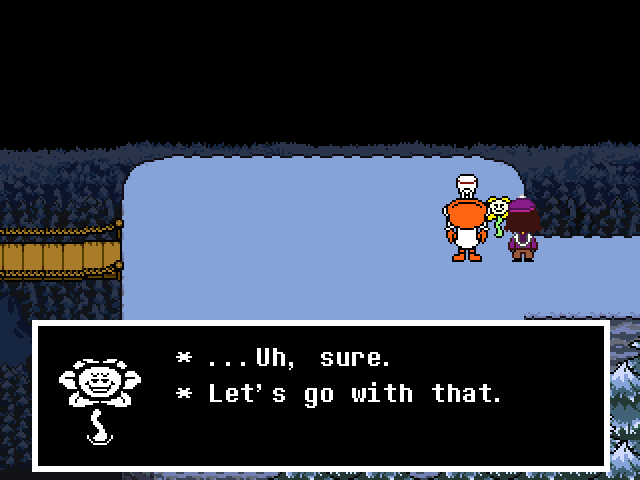 * ...Uh, sure.
* Let's go with that.